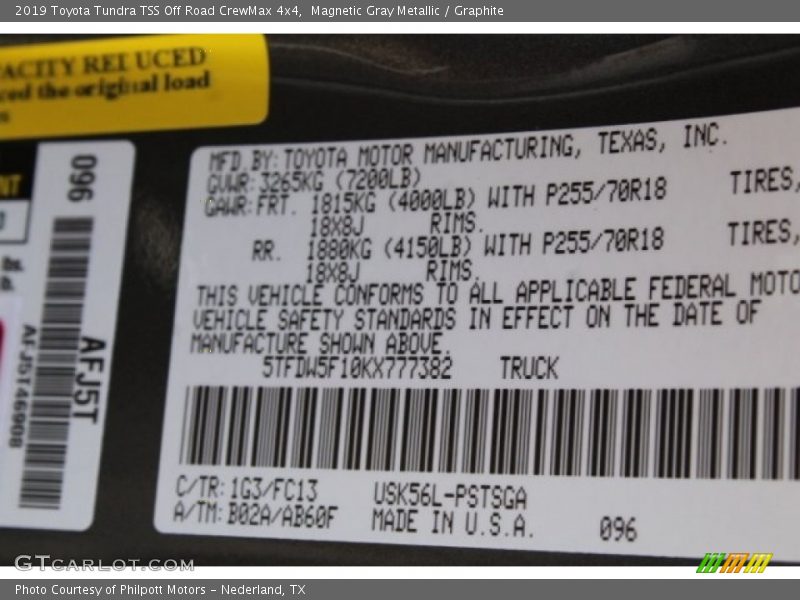 2019 Toyota Tundra TSS Off Road CrewMax 4x4, Magnetic Gray Metallic / Graphite
ACITY REDUCED
ced the original load
096
AFJ5T
AFJ5T46908
MFD. BY: TOYOTA MOTOR MANUFACTURING, TEXAS, INC.
GVWR: 3265KG (7200LB)
GAWR: FRT. 1815KG (4000LB) WITH P255/70R18 TIRES,
18X8J RIMS.
RR. 1880KG (4150LB) WITH P255/70R18 TIRES,
18X8J RIMS.
THIS VEHICLE CONFORMS TO ALL APPLICABLE FEDERAL MOTO
VEHICLE SAFETY STANDARDS IN EFFECT ON THE DATE OF
MANUFACTURE SHOWN ABOVE.
5TFDW5F10KX777382 TRUCK
C/TR: 1G3/FC13 USK56L-PSTSGA
A/TM: B02A/AB60F MADE IN U.S.A. 096
GTCARLOT.COM
Photo Courtesy of Philpott Motors - Nederland, TX